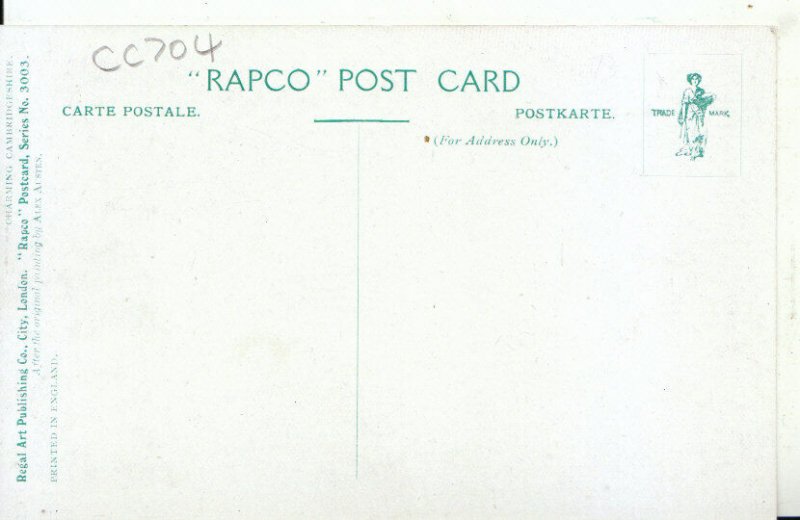 CC704
"RAPCO" POST CARD
CARTE POSTALE.
POSTKARTE.
(For Address Only.)
TRADE MARK.
"CHARMING CAMBRIDGESHIRE.
Regal Art Publishing Co., City, London. "Rapco" Postcard, Series No. 3003.
After the original painting by ALEX AUSTEN.
PRINTED IN ENGLAND.